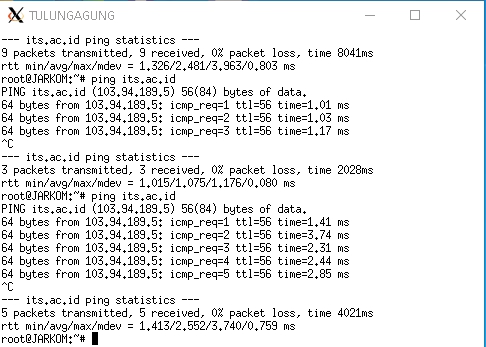 TULUNGAGUNG
--- its.ac.id ping statistics ---
9 packets transmitted, 9 received, 0% packet loss, time 8041ms
rtt min/avg/max/mdev = 1.326/2.481/3.963/0.803 ms
root@JARKOM:~# ping its.ac.id
PING its.ac.id (103.94.189.5) 56(84) bytes of data.
64 bytes from 103.94.189.5: icmp_req=1 ttl=56 time=1.01 ms
64 bytes from 103.94.189.5: icmp_req=2 ttl=56 time=1.03 ms
64 bytes from 103.94.189.5: icmp_req=3 ttl=56 time=1.17 ms
^C
--- its.ac.id ping statistics ---
3 packets transmitted, 3 received, 0% packet loss, time 2028ms
rtt min/avg/max/mdev = 1.015/1.075/1.176/0.080 ms
root@JARKOM:~# ping its.ac.id
PING its.ac.id (103.94.189.5) 56(84) bytes of data.
64 bytes from 103.94.189.5: icmp_req=1 ttl=56 time=1.41 ms
64 bytes from 103.94.189.5: icmp_req=2 ttl=56 time=3.74 ms
64 bytes from 103.94.189.5: icmp_req=3 ttl=56 time=2.31 ms
64 bytes from 103.94.189.5: icmp_req=4 ttl=56 time=2.44 ms
64 bytes from 103.94.189.5: icmp_req=5 ttl=56 time=2.85 ms
^C
--- its.ac.id ping statistics ---
5 packets transmitted, 5 received, 0% packet loss, time 4021ms
rtt min/avg/max/mdev = 1.413/2.552/3.740/0.759 ms
root@JARKOM:~#